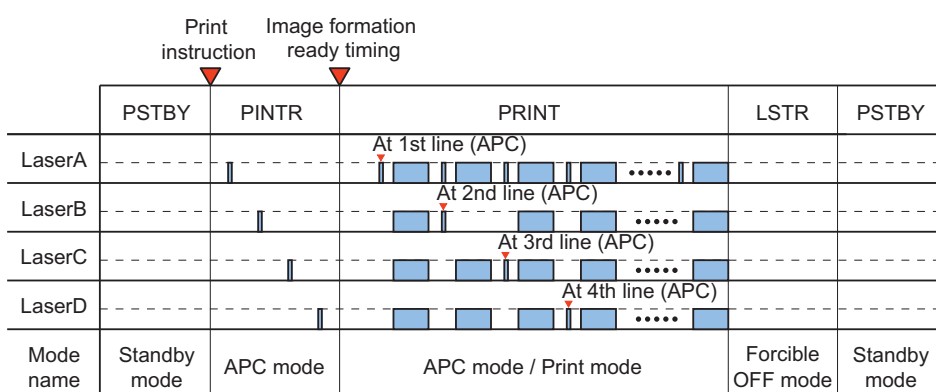 Print instruction
Image formation ready timing
PSTBY PINTR PRINT LSTR PSTBY
LaserA
At 1st line (APC)
LaserB
At 2nd line (APC)
LaserC
At 3rd line (APC)
LaserD
At 4th line (APC)
Mode name
Standby mode
APC mode
APC mode / Print mode
Forcible OFF mode
Standby mode